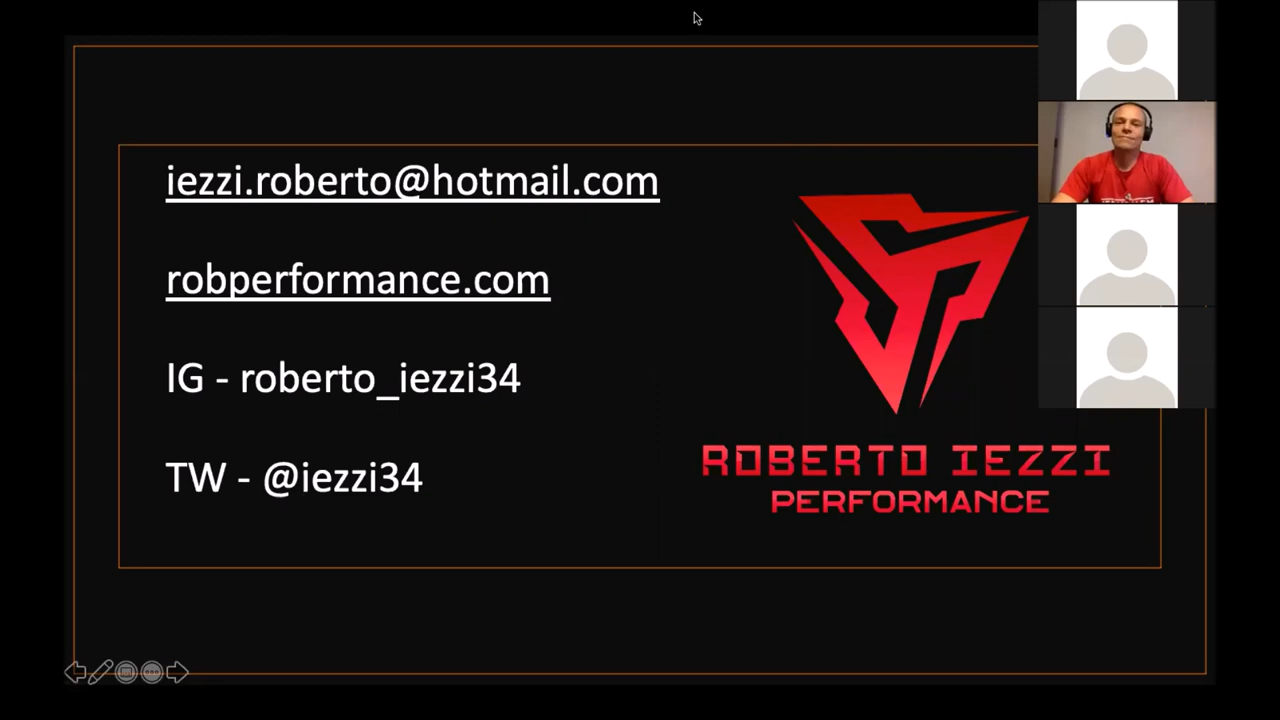 iezzi.roberto@hotmail.com
robperformance.com
IG - roberto_iezzi34
TW - @iezzi34
ROBERTO IEZZI
PERFORMANCE